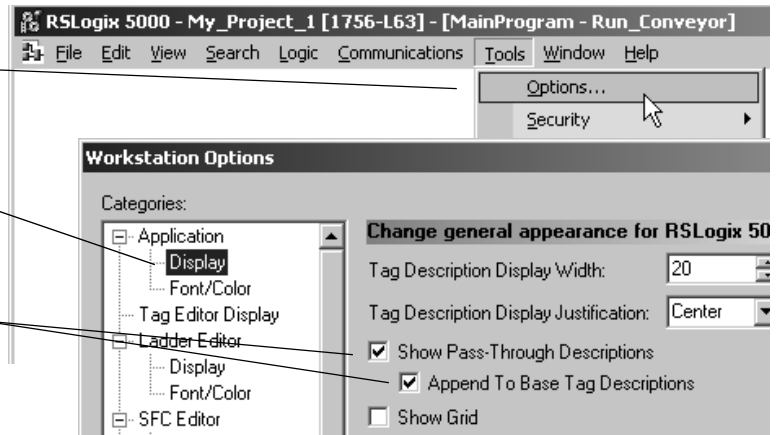 RSLogix 5000 - My_Project_1 [1756-L63] - [MainProgram - Run_Conveyor]
File Edit View Search Logic Communications Tools Window Help
Options...
Security
Workstation Options
Categories:
Application
Display
Font/Color
Tag Editor Display
Ladder Editor
Display
Font/Color
SFC Editor
Change general appearance for RSLogix 50
Tag Description Display Width: 20
Tag Description Display Justification: Center
Show Pass-Through Descriptions
Append To Base Tag Descriptions
Show Grid